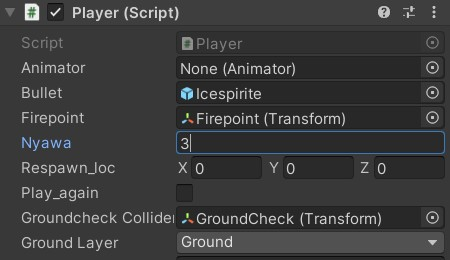 Player (Script)
Script Player
Animator None (Animator)
Bullet Icespirite
Firepoint Firepoint (Transform)
Nyawa 3
Respawn_loc X 0 Y 0 Z 0
Play_again
Groundcheck Collider GroundCheck (Transform)
Ground Layer Ground